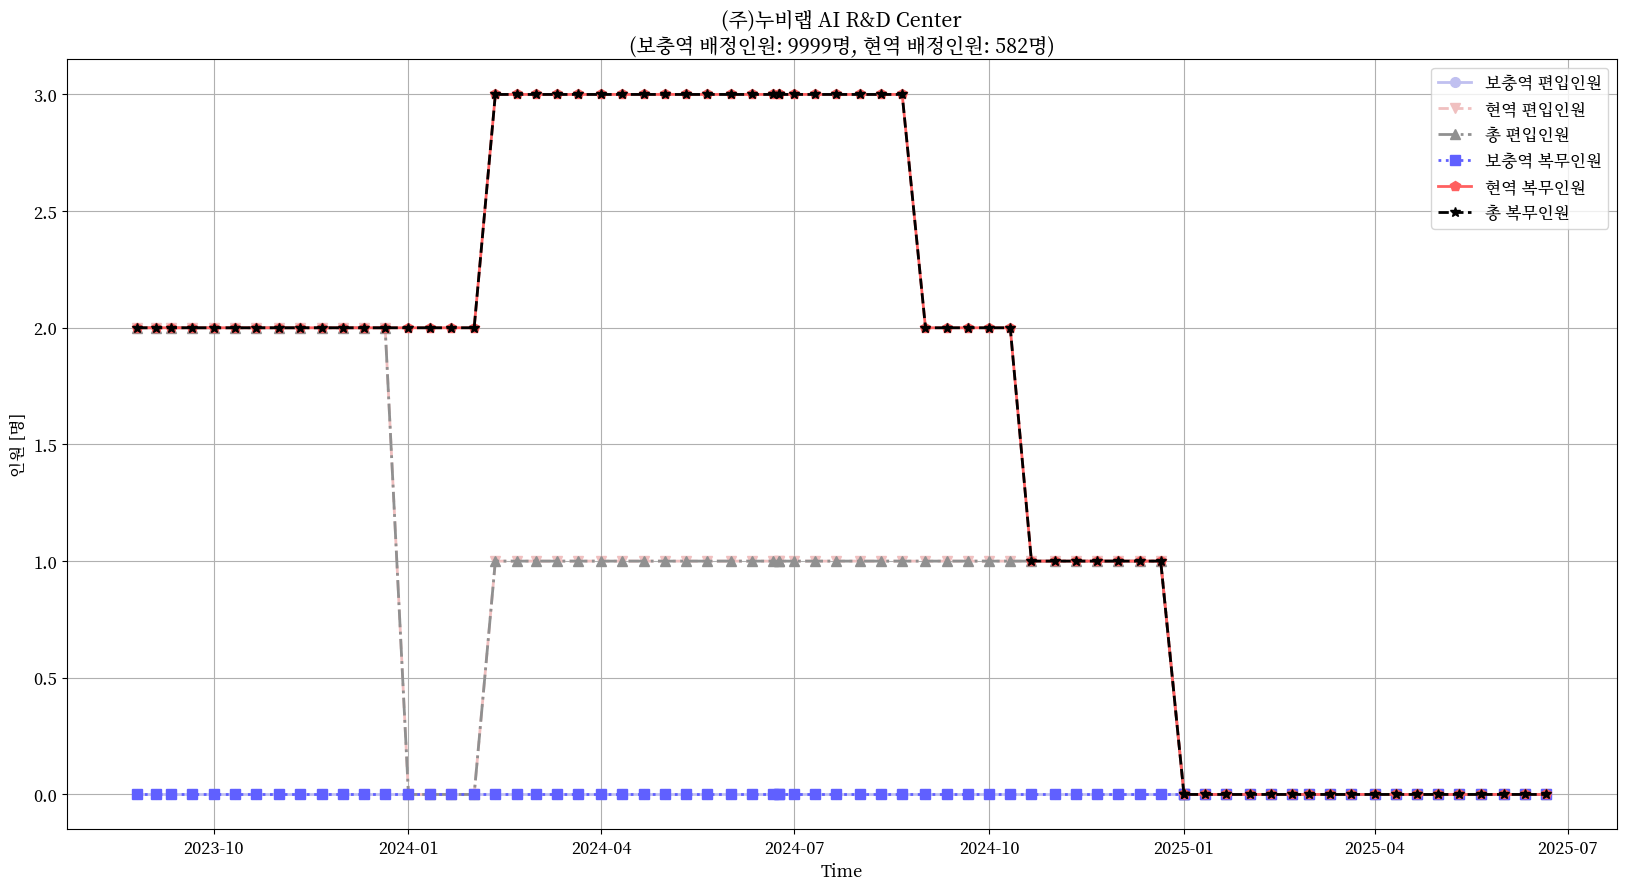 (주)누비랩 AI R&D Center
(보충역 배정인원: 9999명, 현역 배정인원: 582명)
보충역 편입인원
현역 편입인원
총 편입인원
보충역 복무인원
현역 복무인원
총 복무인원
인원 [명]
3.0
2.5
2.0
1.5
1.0
0.5
0.0
2023-10 2024-01 2024-04 2024-07 2024-10 2025-01 2025-04 2025-07
Time